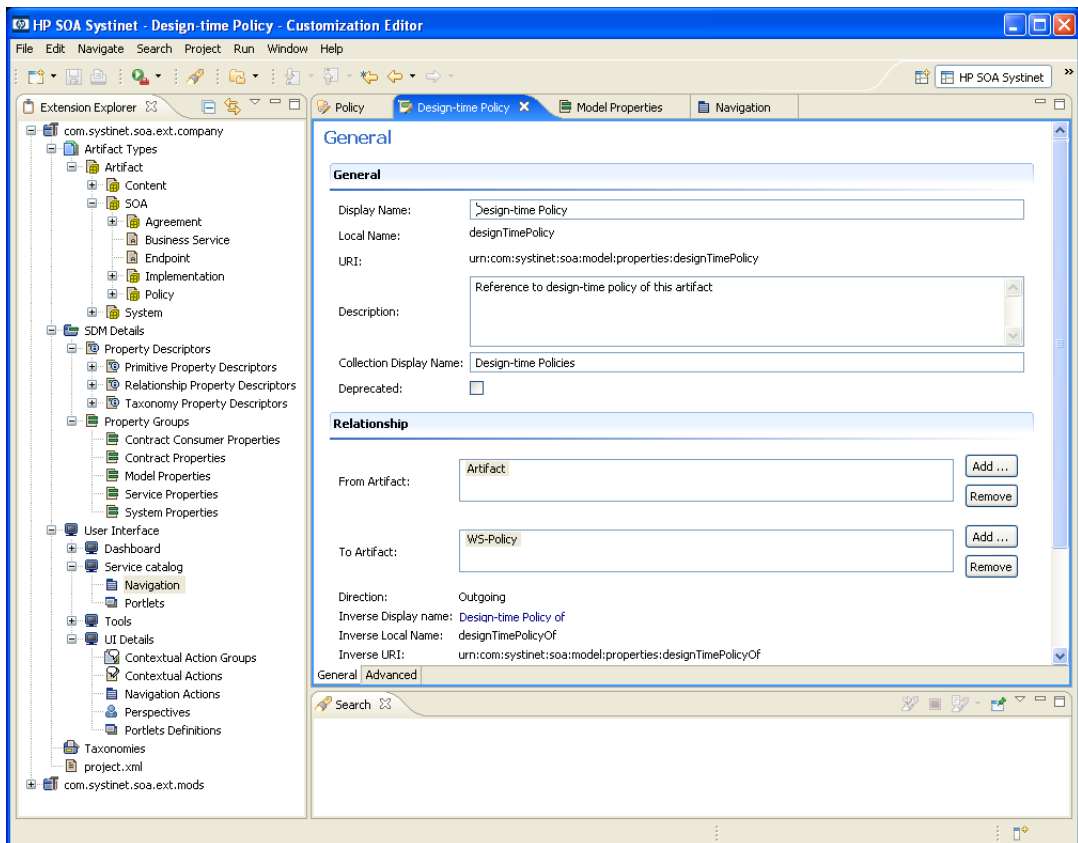 HP SOA Systinet - Design-time Policy - Customization Editor
File Edit Navigate Search Project Run Window Help
HP SOA Systinet
Extension Explorer
com.systinet.soa.ext.company
Artifact Types
Artifact
Content
SOA
Agreement
Business Service
Endpoint
Implementation
Policy
System
SDM Details
Property Descriptors
Primitive Property Descriptors
Relationship Property Descriptors
Taxonomy Property Descriptors
Property Groups
Contract Consumer Properties
Contract Properties
Model Properties
Service Properties
System Properties
User Interface
Dashboard
Service catalog
Navigation
Portlets
Tools
UI Details
Contextual Action Groups
Contextual Actions
Navigation Actions
Perspectives
Portlets Definitions
Taxonomies
project.xml
com.systinet.soa.ext.mods
Policy Design-time Policy Model Properties Navigation
General
General
Display Name: Design-time Policy
Local Name: designTimePolicy
URI: urn:com:systinet:soa:model:properties:designTimePolicy
Description: Reference to design-time policy of this artifact
Collection Display Name: Design-time Policies
Deprecated:
Relationship
From Artifact: Artifact Add ...
Remove
To Artifact: WS-Policy Add ...
Remove
Direction: Outgoing
Inverse Display name: Design-time Policy of
Inverse Local Name: designTimePolicyOf
Inverse URI: urn:com:systinet:soa:model:properties:designTimePolicyOf
General Advanced
Search